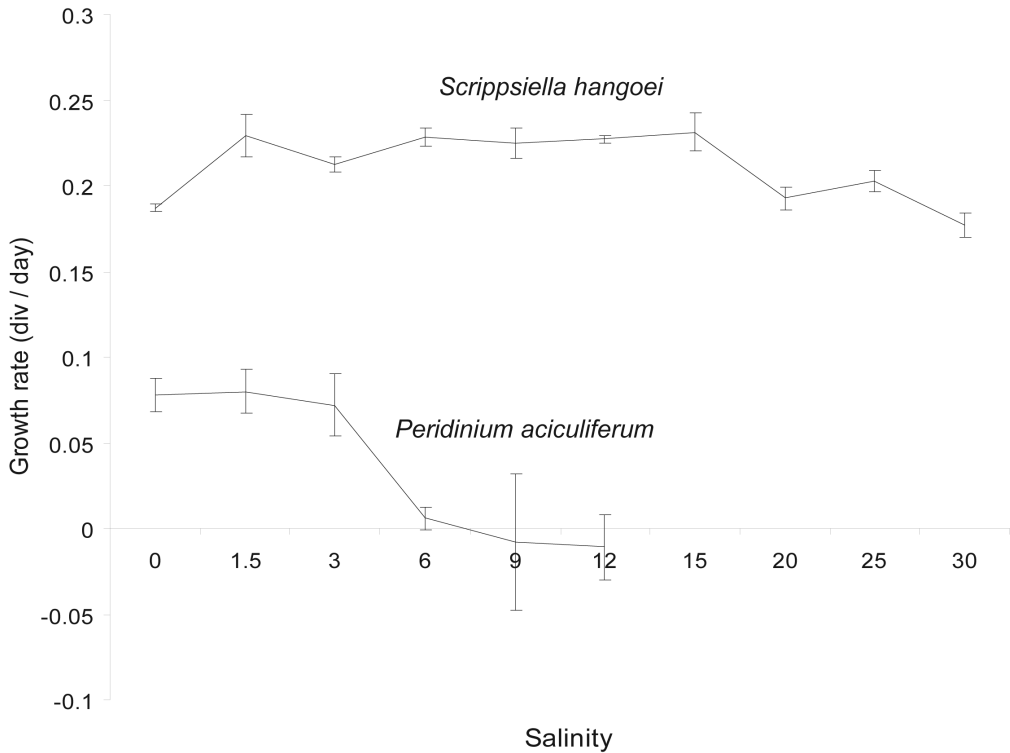 0.3
0.25
Scrippsiella hangoei
0.2
0.15
Growth rate (div / day)
0.1
Peridinium aciculiferum
0.05
0
0 1.5 3 6 9 12 15 20 25 30
-0.05
-0.1
Salinity